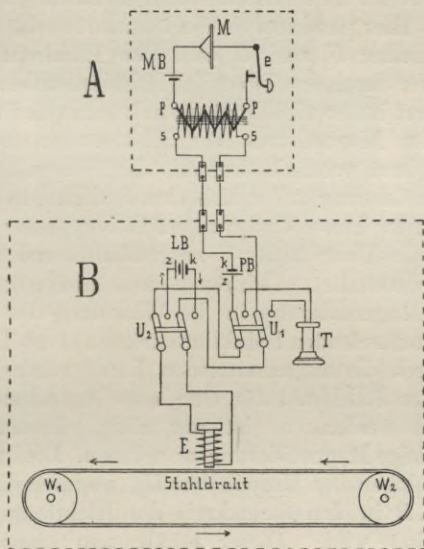 M
MB e
A
p p
s s
LB
z k k PB
z
B
U₂ U₁ T
E
Stahldraht
W₁ W₂